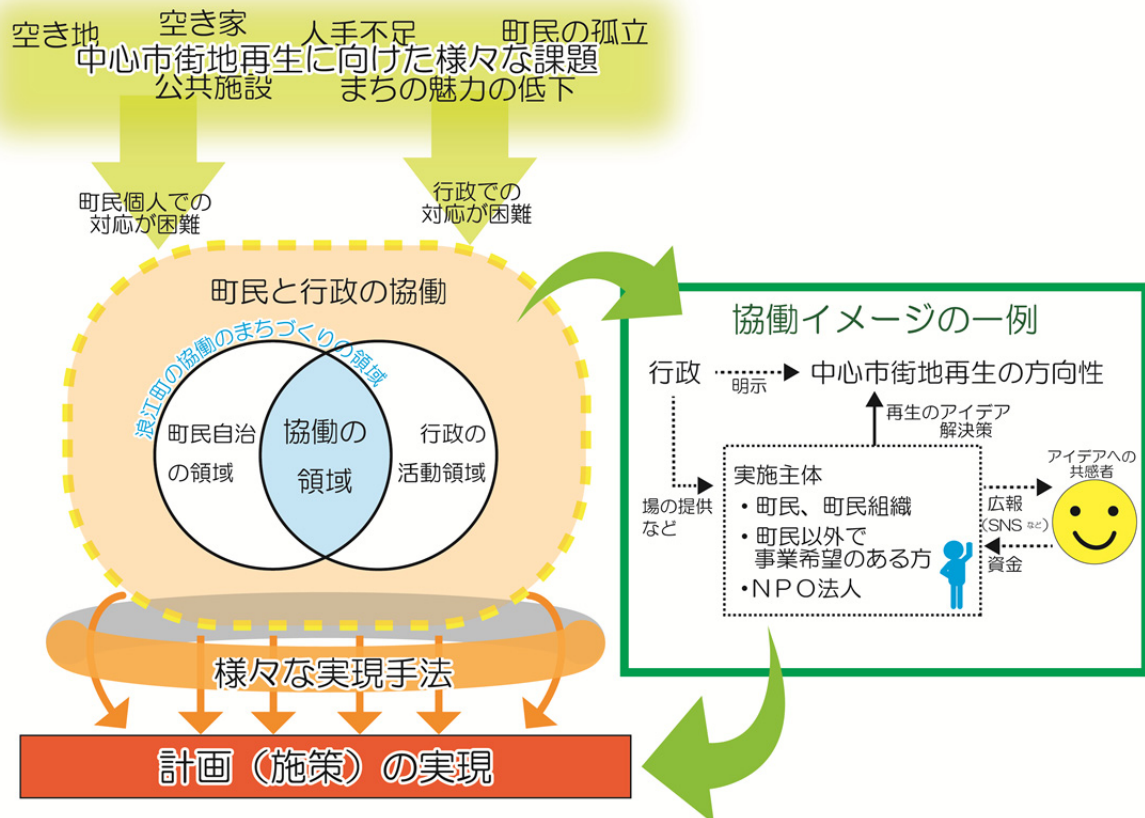 空き地
空き家
人手不足
町民の孤立
中心市街地再生に向けた様々な課題
公共施設
まちの魅力の低下
町民個人での
対応が困難
行政での
対応が困難
町民と行政の協働
浪江町の協働のまちづくりの領域
町民自治
の領域
協働の
領域
行政の
活動領域
様々な実現手法
計画（施策）の実現
協働イメージの一例
行政
明示
中心市街地再生の方向性
再生のアイデア
解決策
場の提供
など
実施主体
・町民、町民組織
・町民以外で
事業希望のある方
・ＮＰＯ法人
アイデアへの
共感者
広報
（SNS など）
資金